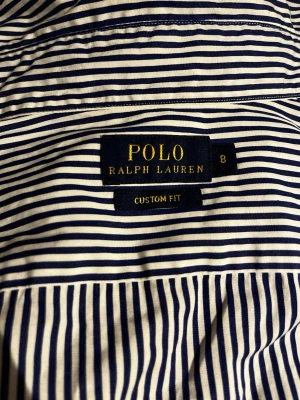 POLO
RALPH LAUREN
8
CUSTOM FIT